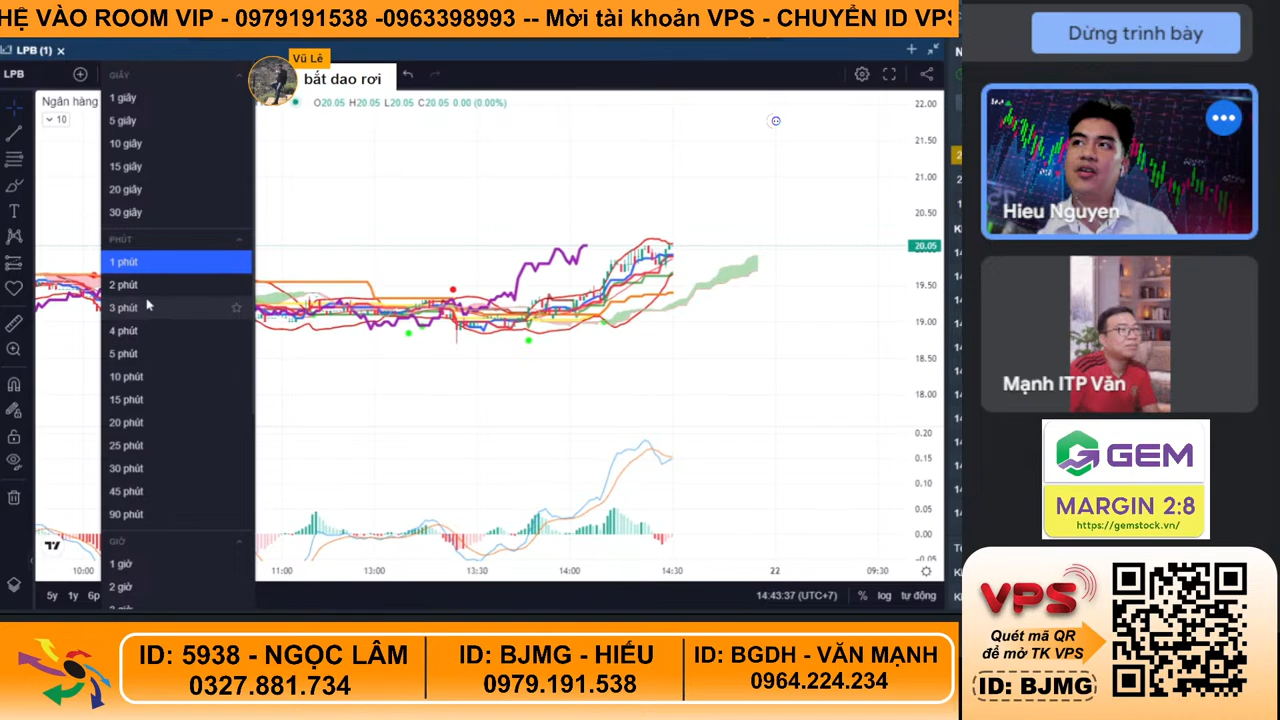 HỆ VÀO ROOM VIP - 0979191538 -0963398993 -- Mời tài khoản VPS - CHUYỂN ID VPS
LPB (1) ×
LPB
Vũ Lê
bắt dao rơi
O20.05 H20.05 L20.05 C20.05 0.00 (0.00%)
Ngân hàng
10
GIÂY
1 giây
5 giây
10 giây
15 giây
20 giây
30 giây
PHÚT
1 phút
2 phút
3 phút
4 phút
5 phút
10 phút
15 phút
20 phút
25 phút
30 phút
45 phút
90 phút
GIỜ
1 giờ
2 giờ
22.00
21.50
21.00
20.50
20.05
19.50
19.00
18.50
18.00
0.20
0.15
0.10
0.05
0.00
-0.05
10:00
11:00
13:00
13:30
14:00
14:30
22
09:30
5y 1y 6p
14:43:37 (UTC+7) % log tự động
Dừng trình bày
Hieu Nguyen
Mạnh ITP Văn
GEM
MARGIN 2:8
https://gemstock.vn/
VPS
Quét mã QR
để mở TK VPS
ID: BJMG
ID: 5938 - NGỌC LÂM
0327.881.734
ID: BJMG - HIẾU
0979.191.538
ID: BGDH - VĂN MẠNH
0964.224.234